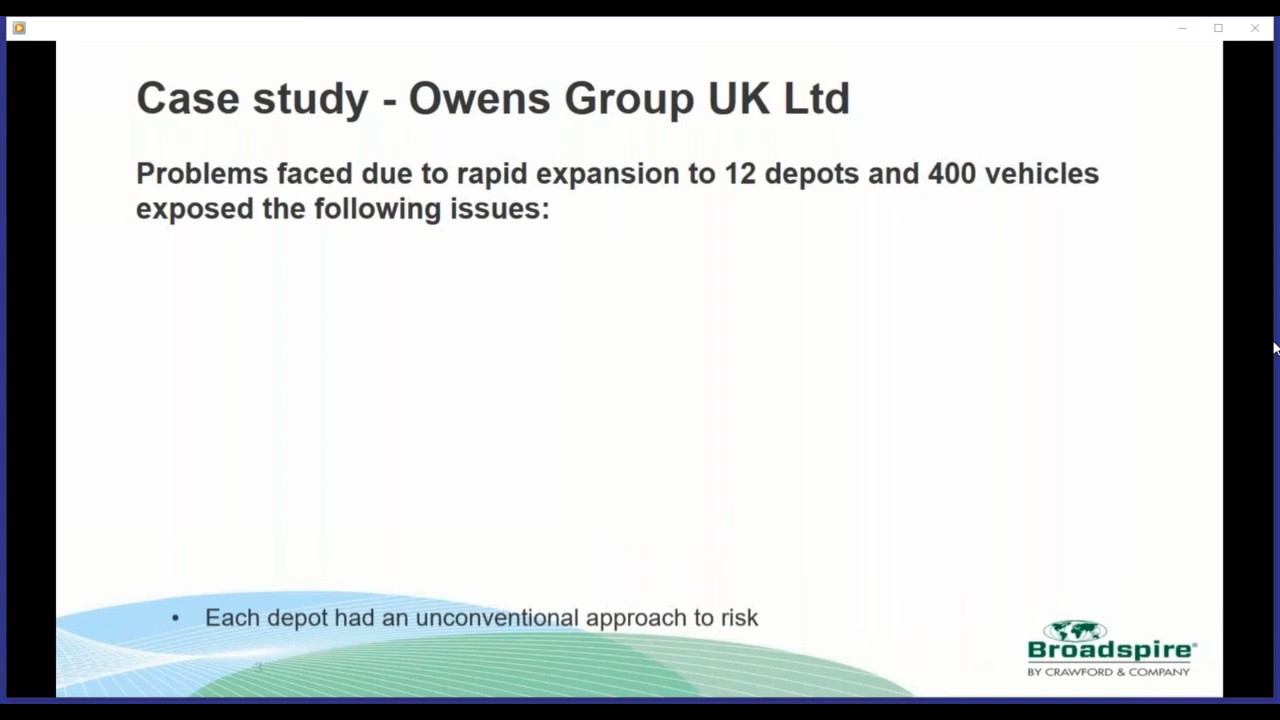 Case study - Owens Group UK Ltd
Problems faced due to rapid expansion to 12 depots and 400 vehicles
exposed the following issues:
• Each depot had an unconventional approach to risk
3
Broadspire®
BY CRAWFORD & COMPANY